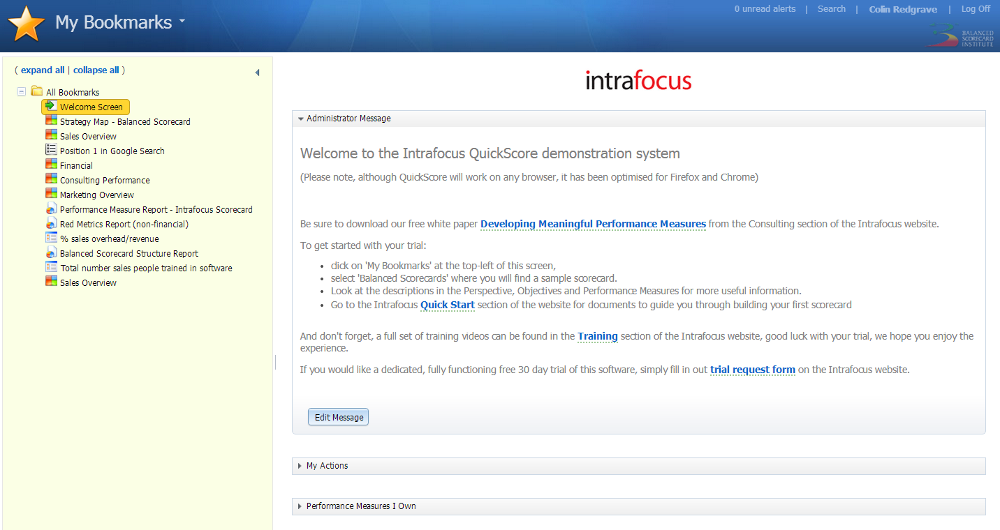 My Bookmarks
0 unread alerts | Search | Colin Redgrave | Log Off
BALANCED
SCORECARD
INSTITUTE
( expand all | collapse all )
All Bookmarks
Welcome Screen
Strategy Map - Balanced Scorecard
Sales Overview
Position 1 in Google Search
Financial
Consulting Performance
Marketing Overview
Performance Measure Report - Intrafocus Scorecard
Red Metrics Report (non-financial)
% sales overhead/revenue
Balanced Scorecard Structure Report
Total number sales people trained in software
Sales Overview
intrafocus
Administrator Message
Welcome to the Intrafocus QuickScore demonstration system
(Please note, although QuickScore will work on any browser, it has been optimised for Firefox and Chrome)
Be sure to download our free white paper Developing Meaningful Performance Measures from the Consulting section of the Intrafocus website.
To get started with your trial:
• click on 'My Bookmarks' at the top-left of this screen,
• select 'Balanced Scorecards' where you will find a sample scorecard.
• Look at the descriptions in the Perspective, Objectives and Performance Measures for more useful information.
• Go to the Intrafocus Quick Start section of the website for documents to guide you through building your first scorecard
And don't forget, a full set of training videos can be found in the Training section of the Intrafocus website, good luck with your trial, we hope you enjoy the
experience.
If you would like a dedicated, fully functioning free 30 day trial of this software, simply fill in out trial request form on the Intrafocus website.
Edit Message
My Actions
Performance Measures I Own